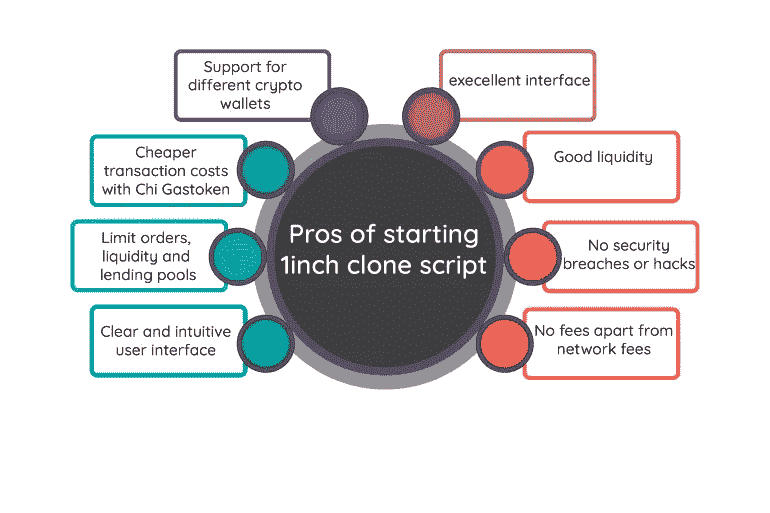 Support for
different crypto
wallets
execellent interface
Cheaper
transaction costs
with Chi Gastoken
Good liquidity
Pros of starting
1inch clone script
Limit orders,
liquidity and
lending pools
No security
breaches or hacks
Clear and intuitive
user interface
No fees apart from
network fees